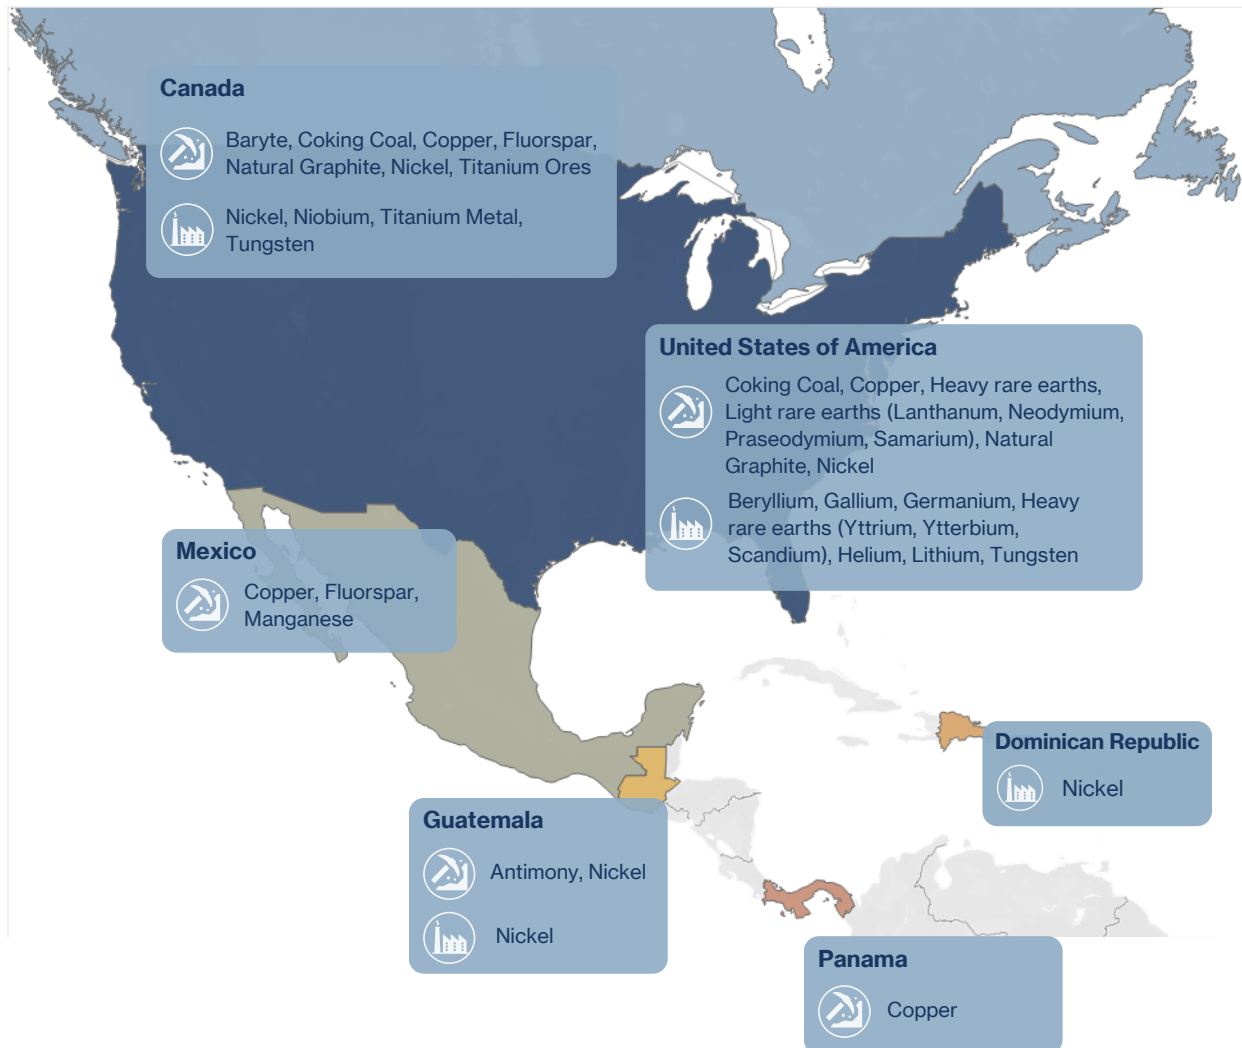 Canada
Baryte, Coking Coal, Copper, Fluorspar,
Natural Graphite, Nickel, Titanium Ores
Nickel, Niobium, Titanium Metal,
Tungsten
United States of America
Coking Coal, Copper, Heavy rare earths,
Light rare earths (Lanthanum, Neodymium,
Praseodymium, Samarium), Natural
Graphite, Nickel
Beryllium, Gallium, Germanium, Heavy
rare earths (Yttrium, Ytterbium,
Scandium), Helium, Lithium, Tungsten
Mexico
Copper, Fluorspar,
Manganese
Dominican Republic
Nickel
Guatemala
Antimony, Nickel
Nickel
Panama
Copper